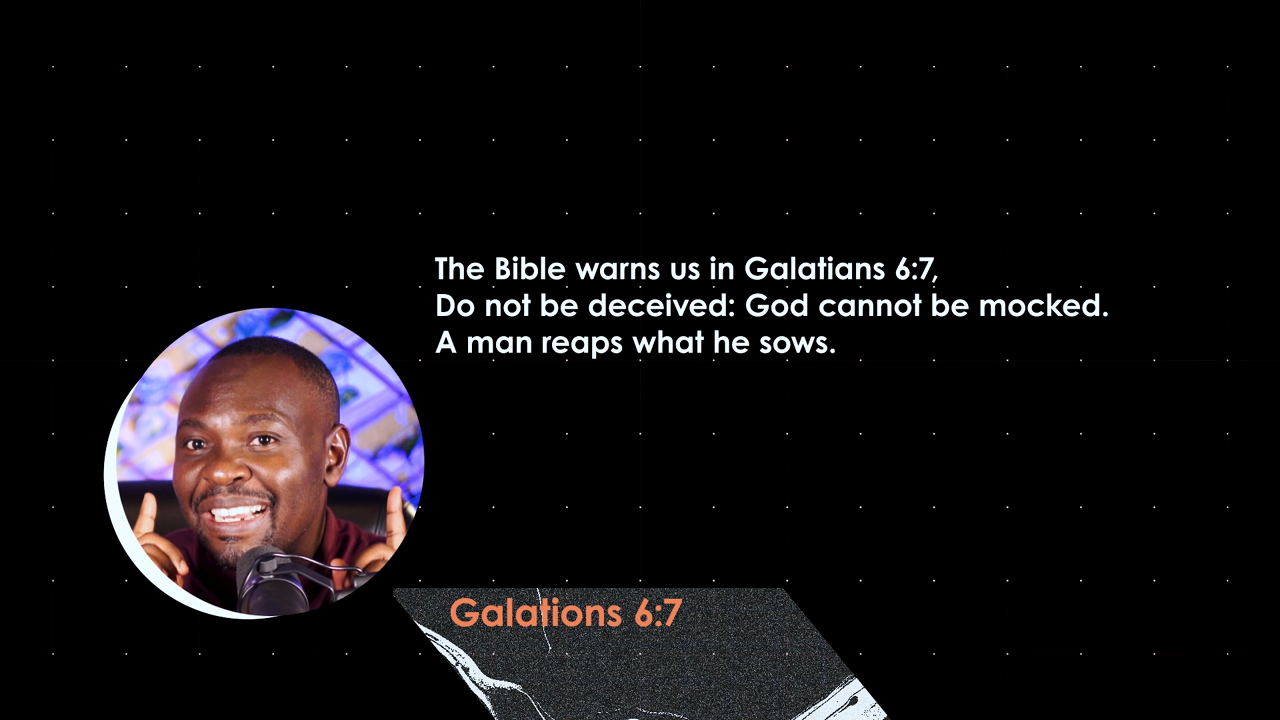 The Bible warns us in Galatians 6:7,
Do not be deceived: God cannot be mocked.
A man reaps what he sows.
Galations 6:7